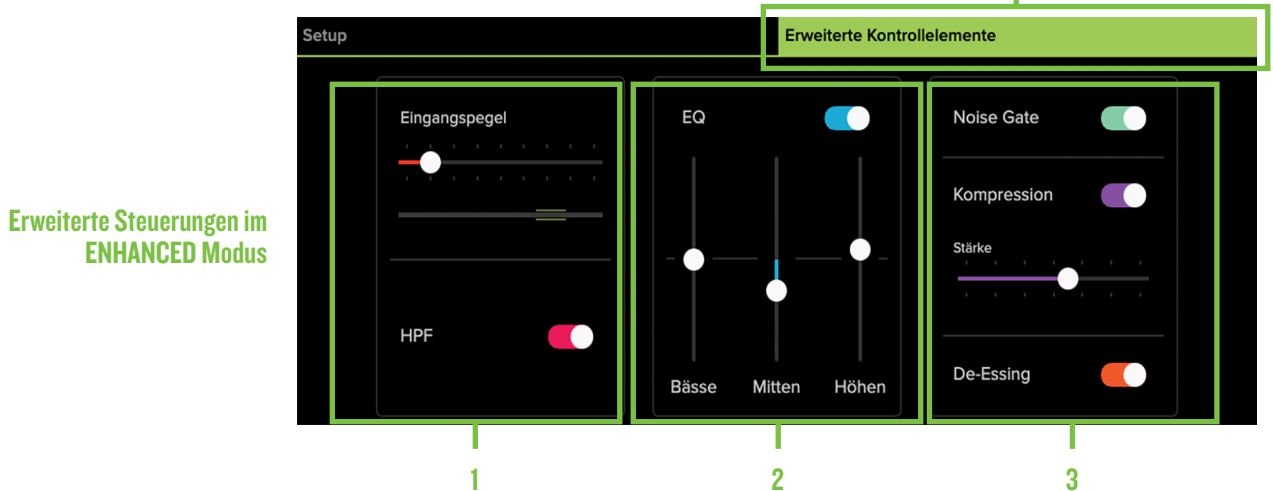 Setup
Erweiterte Kontrollelemente
Erweiterte Steuerungen im
ENHANCED Modus
Eingangspegel
HPF
EQ
Bässe Mitten Höhen
Noise Gate
Kompression
Stärke
De-Essing
1 2 3